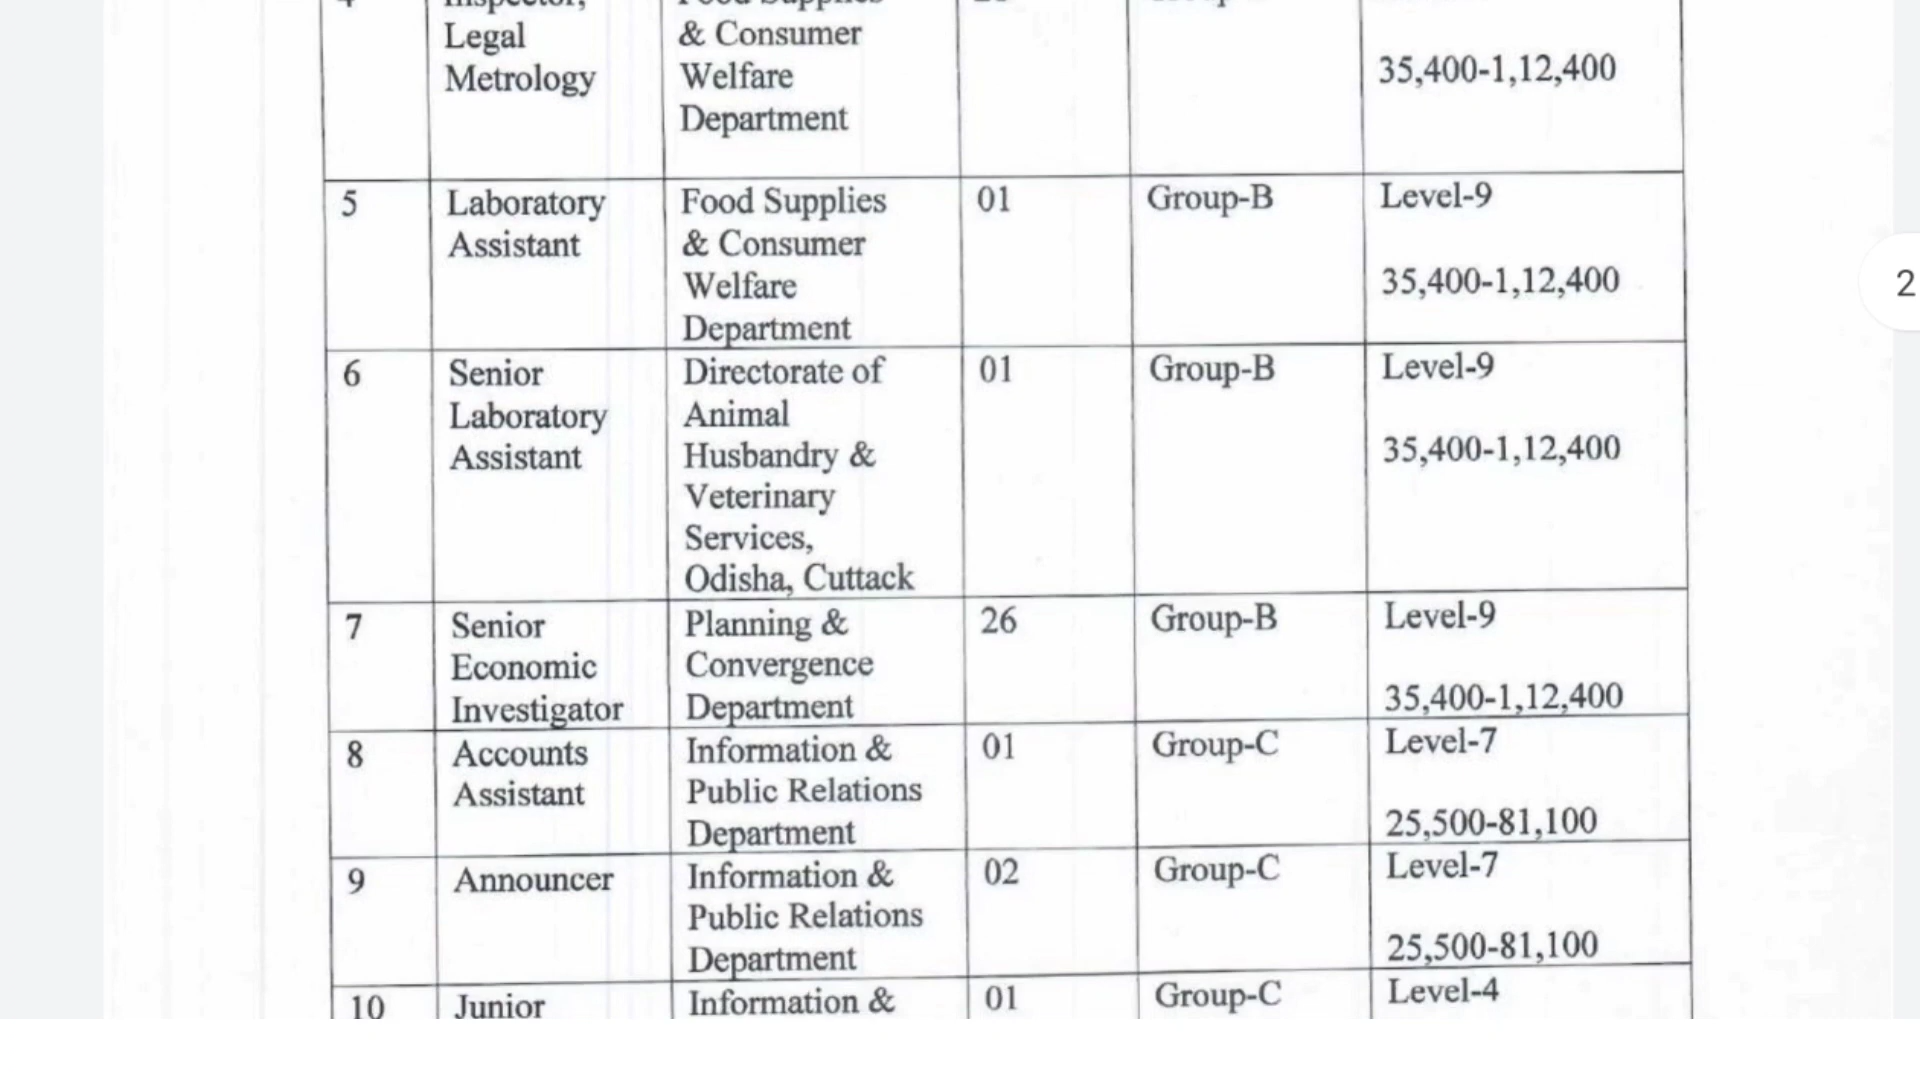 Legal
Metrology
& Consumer
Welfare
Department
35,400-1,12,400
5
Laboratory
Assistant
Food Supplies
& Consumer
Welfare
Department
01
Group-B
Level-9
35,400-1,12,400
6
Senior
Laboratory
Assistant
Directorate of
Animal
Husbandry &
Veterinary
Services,
Odisha, Cuttack
01
Group-B
Level-9
35,400-1,12,400
7
Senior
Economic
Investigator
Planning &
Convergence
Department
26
Group-B
Level-9
35,400-1,12,400
8
Accounts
Assistant
Information &
Public Relations
Department
01
Group-C
Level-7
25,500-81,100
9
Announcer
Information &
Public Relations
Department
02
Group-C
Level-7
25,500-81,100
10
Junior
Information &
01
Group-C
Level-4
2